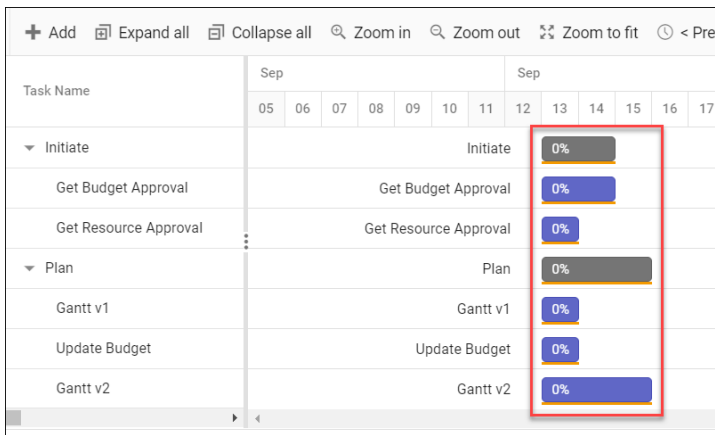 Add Expand all Collapse all Zoom in Zoom out Zoom to fit < Pre
Task Name
Sep Sep
05 06 07 08 09 10 11 12 13 14 15 16 17
Initiate Initiate 0%
Get Budget Approval Get Budget Approval 0%
Get Resource Approval Get Resource Approval 0%
Plan Plan 0%
Gantt v1 Gantt v1 0%
Update Budget Update Budget 0%
Gantt v2 Gantt v2 0%